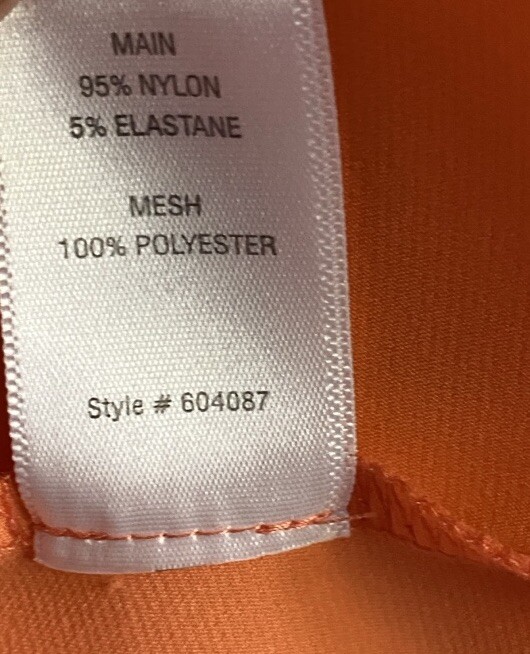 MAIN
95% NYLON
5% ELASTANE
MESH
100% POLYESTER
Style # 604087